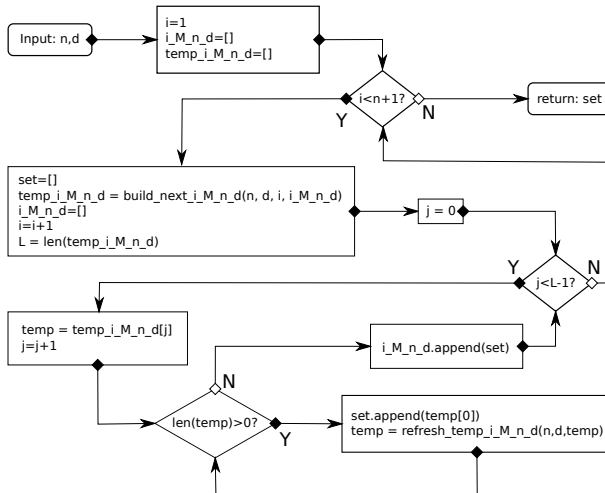 Input: n,d
i=1
i_M_n_d=[]
temp_i_M_n_d=[]
i<n+1?
Y
N
return: set
set=[]
temp_i_M_n_d = build_next_i_M_n_d(n, d, i, i_M_n_d)
i_M_n_d=[]
i=i+1
L = len(temp_i_M_n_d)
j = 0
j<L-1?
Y
N
temp = temp_i_M_n_d[j]
j=j+1
i_M_n_d.append(set)
len(temp)>0?
N
Y
set.append(temp[0])
temp = refresh_temp_i_M_n_d(n,d,temp)